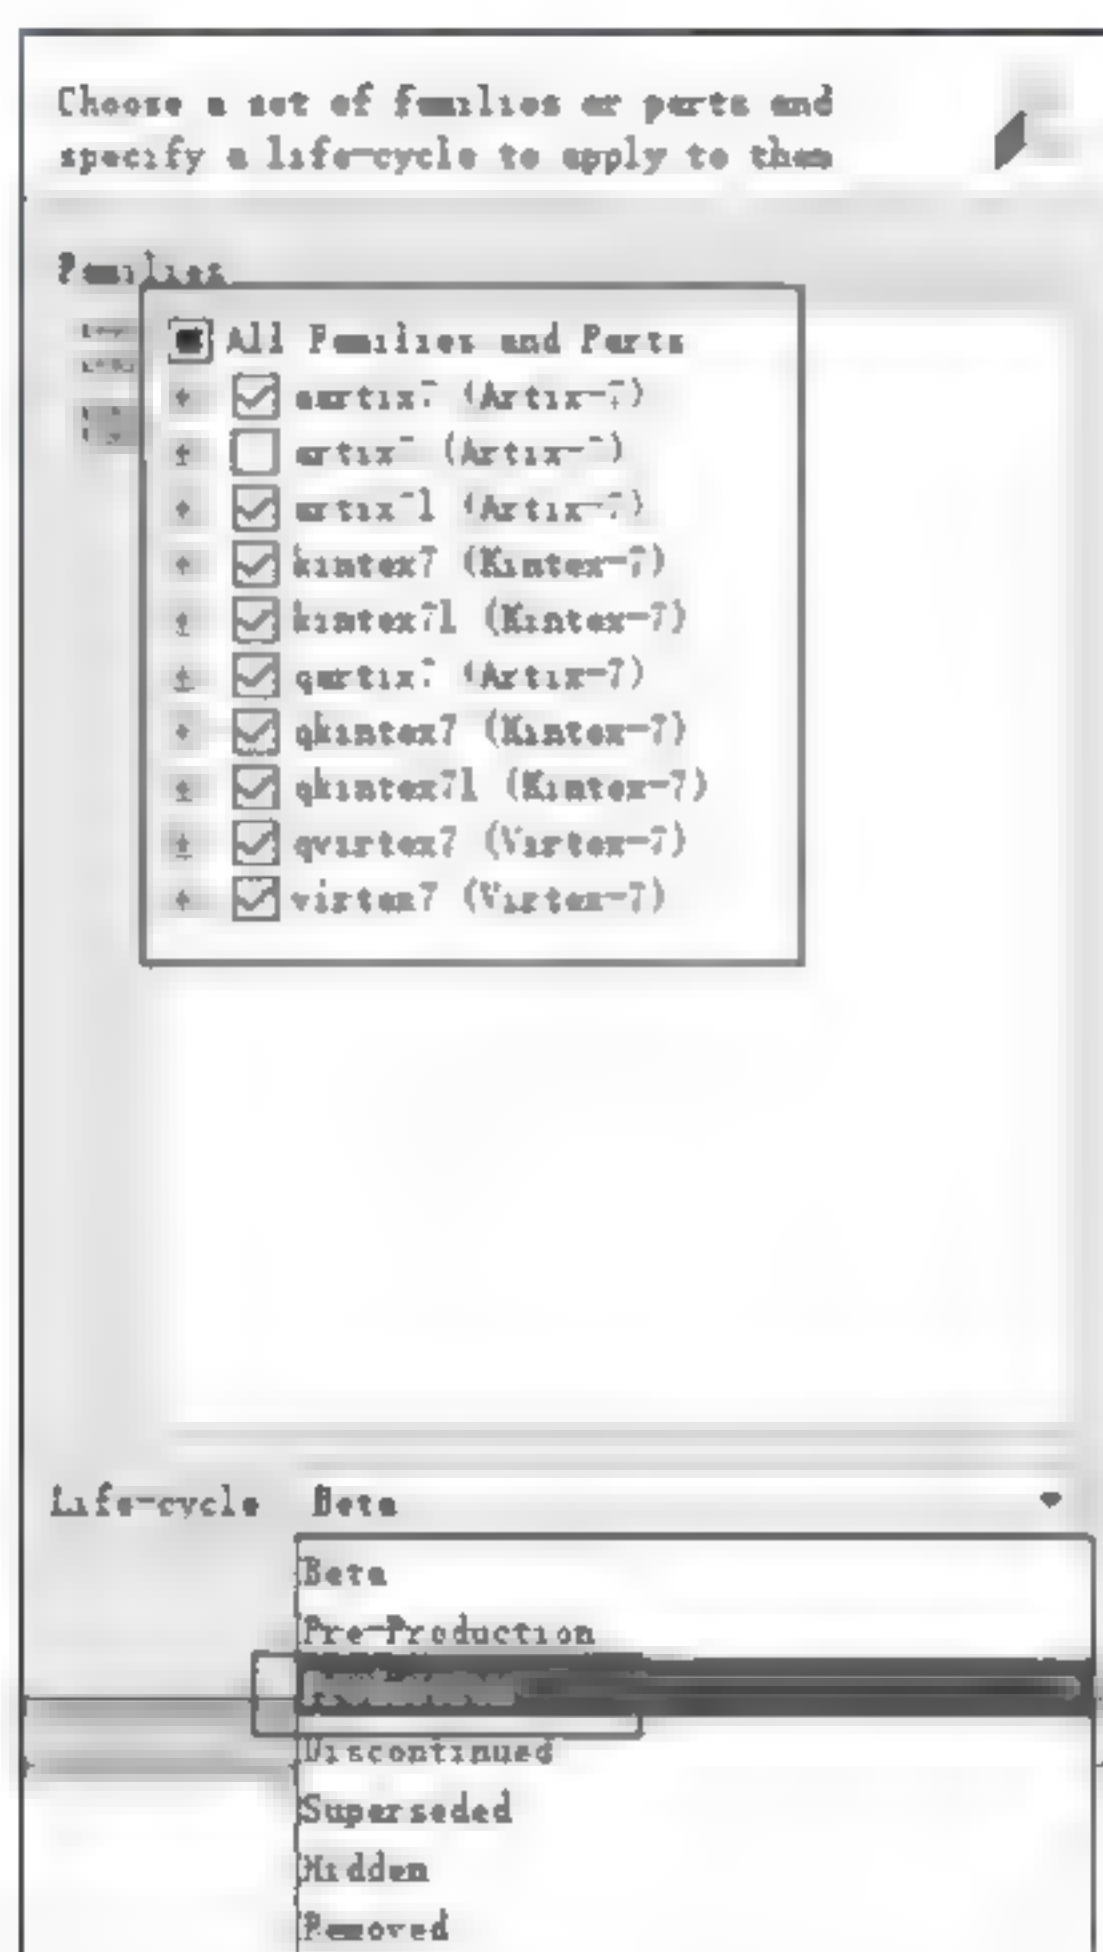 Choose a set of families or parts and
specify a life-cycle to apply to them
Families
All Families and Parts
aartix7 (Artix-7)
artix7 (Artix-7)
artix7l (Artix-7)
kintex7 (Kintex-7)
kintex7l (Kintex-7)
qartix7 (Artix-7)
qkintex7 (Kintex-7)
qkintex7l (Kintex-7)
qvirtex7 (Virtex-7)
virtex7 (Virtex-7)
Life-cycle Beta
Beta
Pre-Production
Discontinued
Superseded
Hidden
Removed